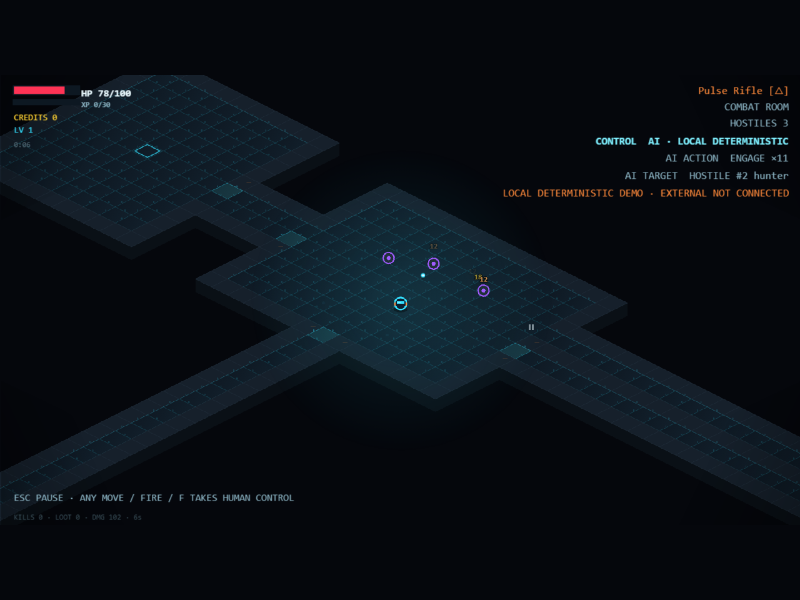 HP 78/100
XP 0/30
CREDITS 0
LV 1
0:06
Pulse Rifle [△]
COMBAT ROOM
HOSTILES 3
CONTROL AI · LOCAL DETERMINISTIC
AI ACTION ENGAGE ×11
AI TARGET HOSTILE #2 hunter
LOCAL DETERMINISTIC DEMO · EXTERNAL NOT CONNECTED
12
12
ESC PAUSE · ANY MOVE / FIRE / F TAKES HUMAN CONTROL
KILLS 0 · LOOT 0 · DMG 102 · 6s